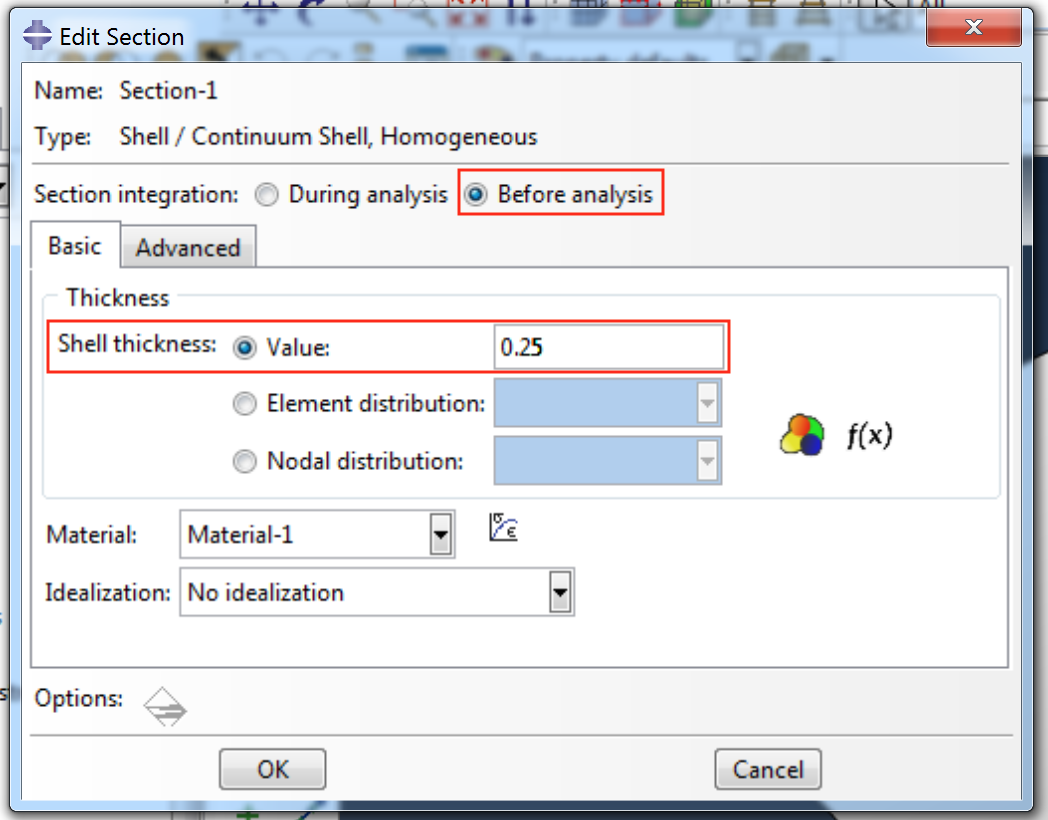 Edit Section
Name: Section-1
Type: Shell / Continuum Shell, Homogeneous
Section integration: During analysis Before analysis
Basic Advanced
Thickness
Shell thickness: Value: 0.25
Element distribution:
Nodal distribution:
f(x)
Material: Material-1
σ ε
Idealization: No idealization
Options:
OK Cancel